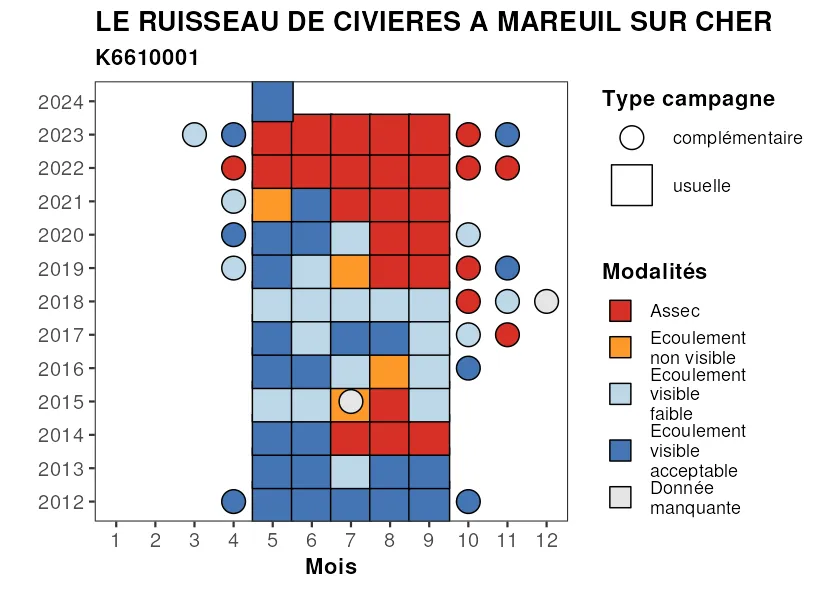 LE RUISSEAU DE CIVIERES A MAREUIL SUR CHER
K6610001
2024
2023
2022
2021
2020
2019
2018
2017
2016
2015
2014
2013
2012
1 2 3 4 5 6 7 8 9 10 11 12
Mois
Type campagne
complémentaire
usuelle
Modalités
Assec
Ecoulement
non visible
Ecoulement
visible
faible
Ecoulement
visible
acceptable
Donnée
manquante